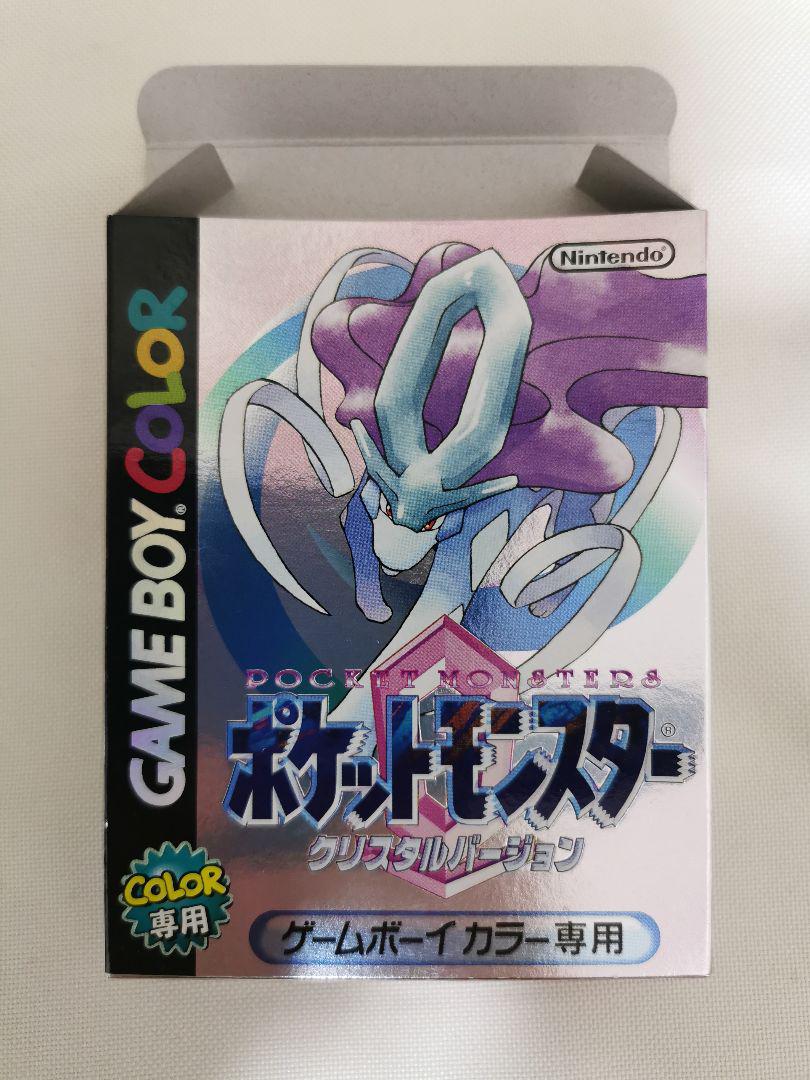 Nintendo®
GAME BOY® COLOR
POCKET MONSTERS
ポケットモンスター®
クリスタルバージョン
COLOR
専用
ゲームボーイ カラー専用